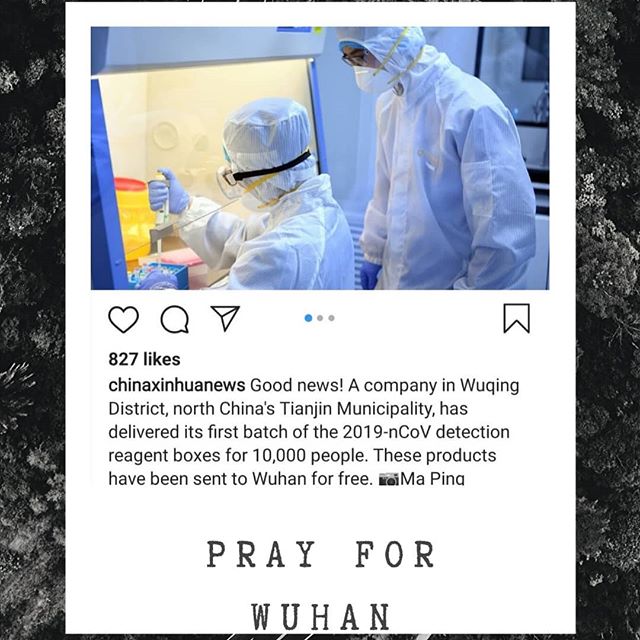 827 likes
chinaxinhuanews Good news! A company in Wuqing
District, north China's Tianjin Municipality, has
delivered its first batch of the 2019-nCoV detection
reagent boxes for 10,000 people. These products
have been sent to Wuhan for free. 📷Ma Ping
PRAY FOR
WUHAN